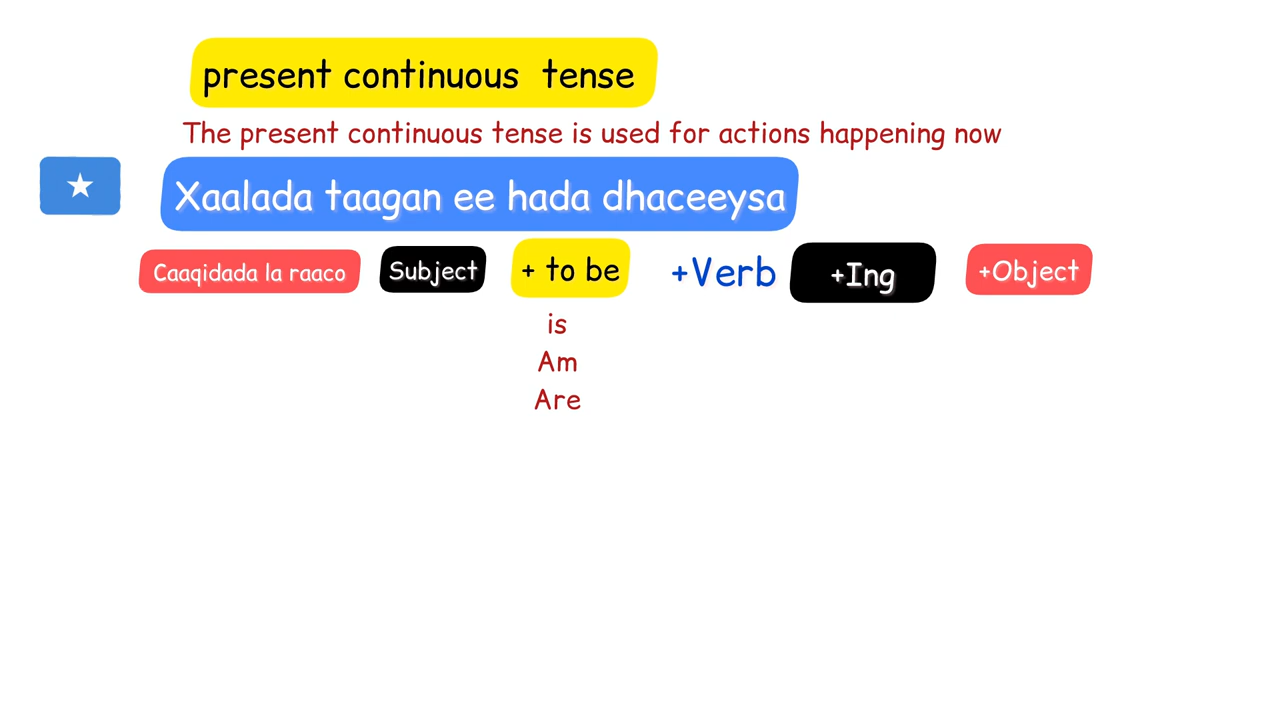 present continuous tense
The present continuous tense is used for actions happening now
Xaalada taagan ee hada dhaceeysa
Caaqidada la raaco Subject + to be +Verb +Ing +Object
is
Am
Are